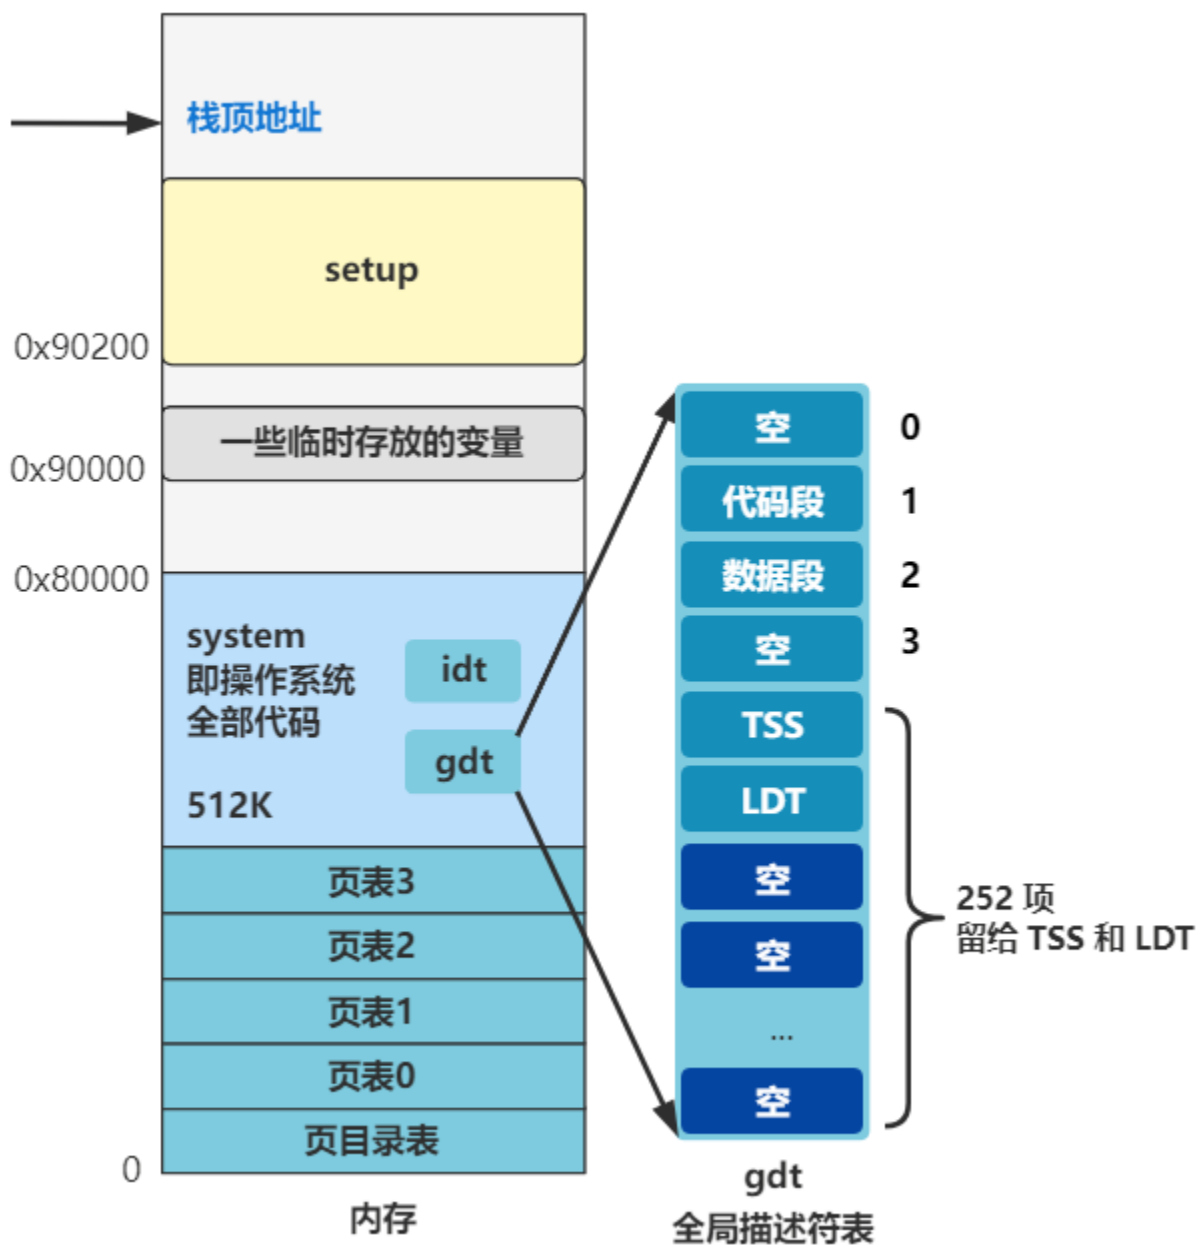 栈顶地址
setup
0x90200
一些临时存放的变量
0x90000
0x80000
system
即操作系统
全部代码
512K
idt
gdt
页表3
页表2
页表1
页表0
页目录表
0
内存
空 0
代码段 1
数据段 2
空 3
TSS
LDT
空
空
...
空
252 项
留给 TSS 和 LDT
gdt
全局描述符表